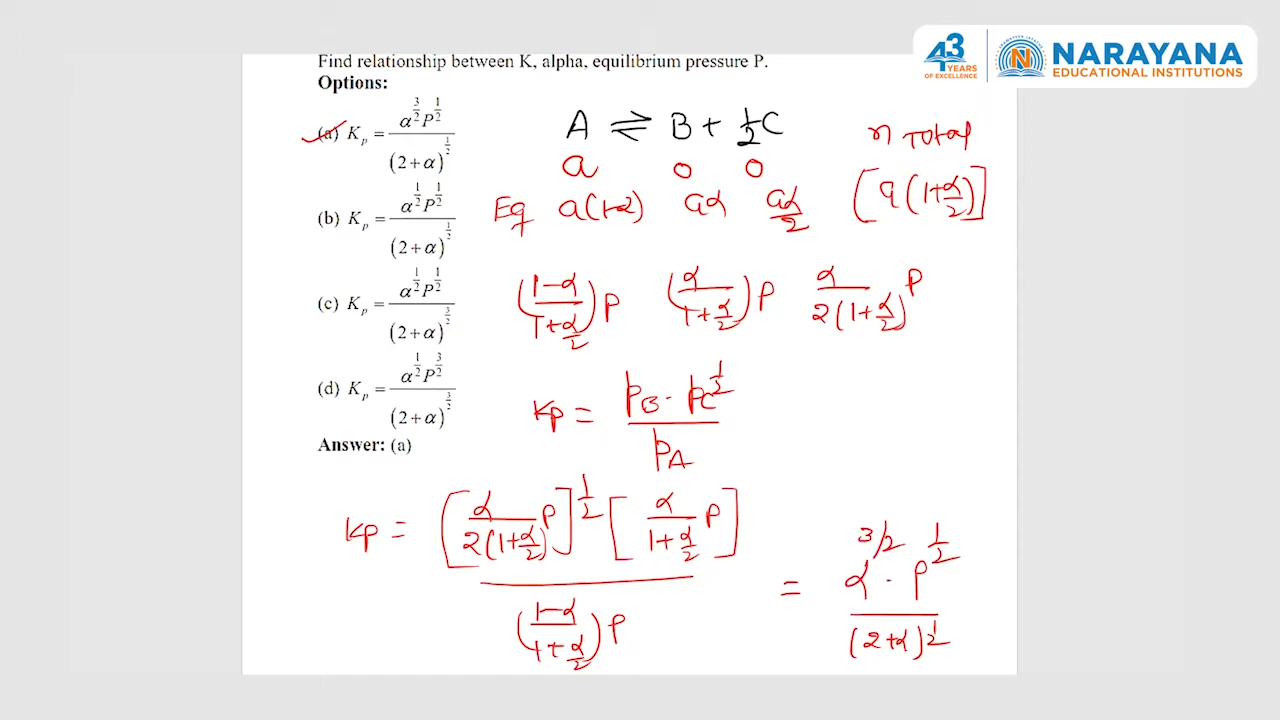 43
YEARS
OF EXCELLENCE
NARAYANA
EDUCATIONAL INSTITUTIONS
Find relationship between K, alpha, equilibrium pressure P.
Options:
(a) K_p = α^(3/2) P^(1/2) / (2+α)^(1/2)
(b) K_p = α^(1/2) P^(1/2) / (2+α)^(1/2)
(c) K_p = α^(1/2) P^(1/2) / (2+α)^(3/2)
(d) K_p = α^(1/2) P^(3/2) / (2+α)^(3/2)
Answer: (a)
A ⇌ B + 1/2 C
n Total
a 0 0
Eq a(1-α) aα aα/2 [a(1+α/2)]
((1-α)/(1+α/2))P (α/(1+α/2))P α/(2(1+α/2)) P
Kp = pB · pC^(1/2) / pA
Kp = [α/(2(1+α/2)) P]^(1/2) [α/(1+α/2) P] / ((1-α)/(1+α/2))P
= α^(3/2) · P^(1/2) / (2+α)^(1/2)